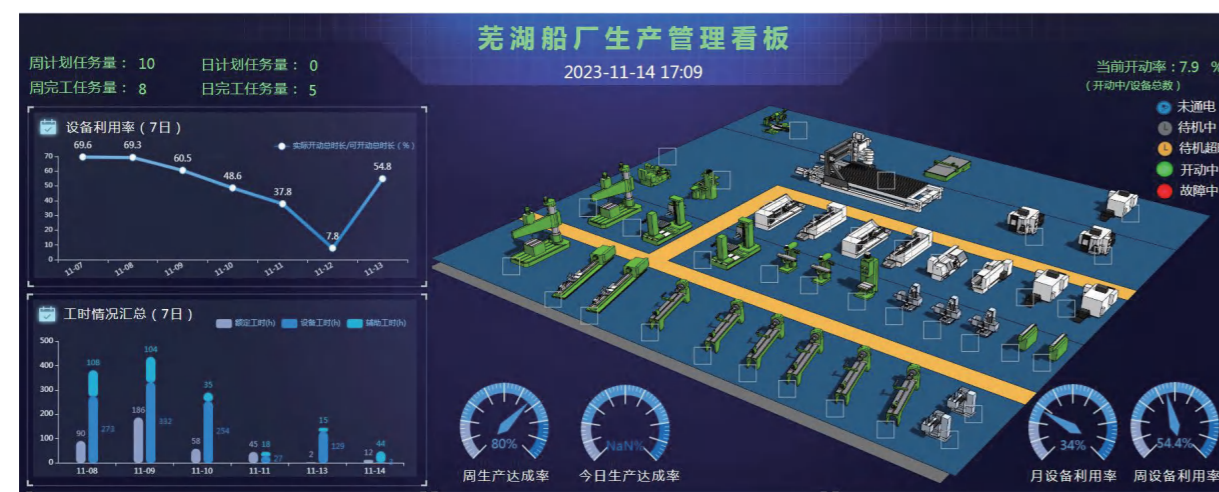 芜湖船厂生产管理看板
2023-11-14 17:09
周计划任务量： 10
日计划任务量： 0
周完工任务量： 8
日完工任务量： 5
当前开动率：7.9 %
（开动中/设备总数）
未通电
待机中
待机超
开动中
故障中
设备利用率（7日）
实际开动总时长/可开动总时长（%）
69.6
69.3
60.5
48.6
37.8
7.8
54.8
70
60
50
40
30
20
10
0
11-07
11-08
11-09
11-10
11-11
11-12
11-13
工时情况汇总（7日）
额定工时(h)
设备工时(h)
辅助工时(h)
500
400
300
200
100
0
90
273
108
186
332
104
58
254
35
45
27
18
2
129
15
12
44
11-08
11-09
11-10
11-11
11-13
11-14
80%
周生产达成率
NaN%
今日生产达成率
34%
月设备利用率
54.4%
周设备利用率